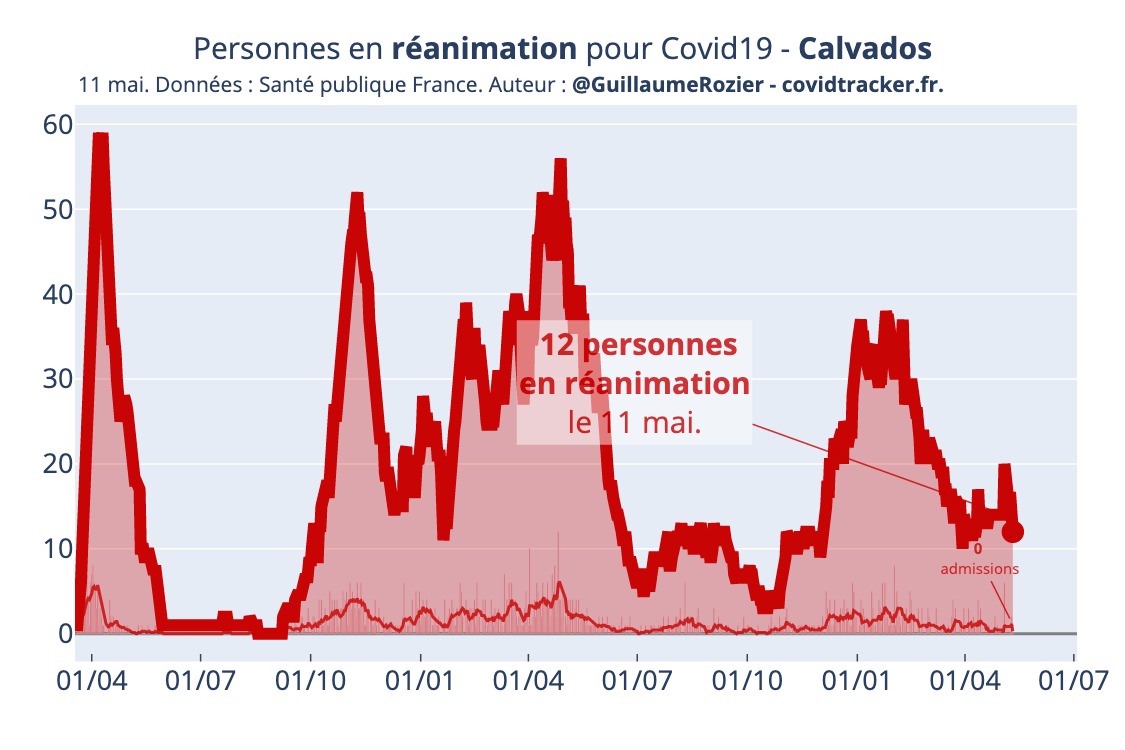 Personnes en réanimation pour Covid19 - Calvados
11 mai. Données : Santé publique France. Auteur : @GuillaumeRozier - covidtracker.fr.
60
50
40
30
20
10
0
12 personnes
en réanimation
le 11 mai.
0
admissions
01/04 01/07 01/10 01/01 01/04 01/07 01/10 01/01 01/04 01/07